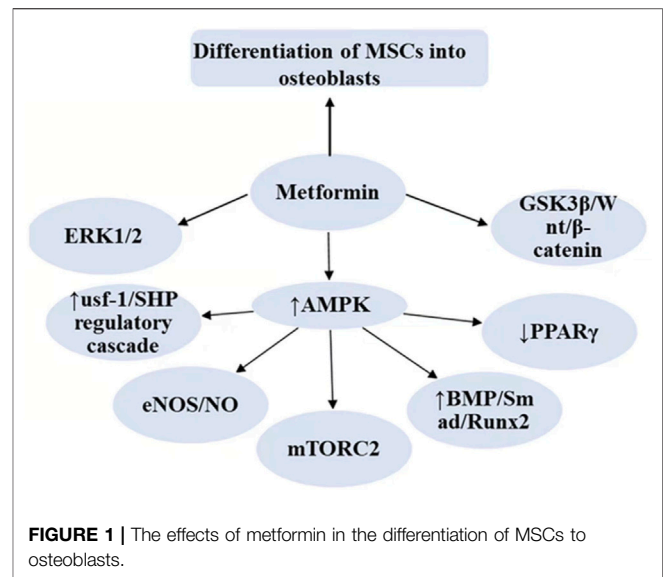 Differentiation of MSCs into
osteoblasts
Metformin
ERK1/2
GSK3β/W
nt/β-
catenin
↑usf-1/SHP
regulatory
cascade
↑AMPK
↓PPARγ
eNOS/NO
mTORC2
↑BMP/Sm
ad/Runx2
FIGURE 1 | The effects of metformin in the differentiation of MSCs to
osteoblasts.